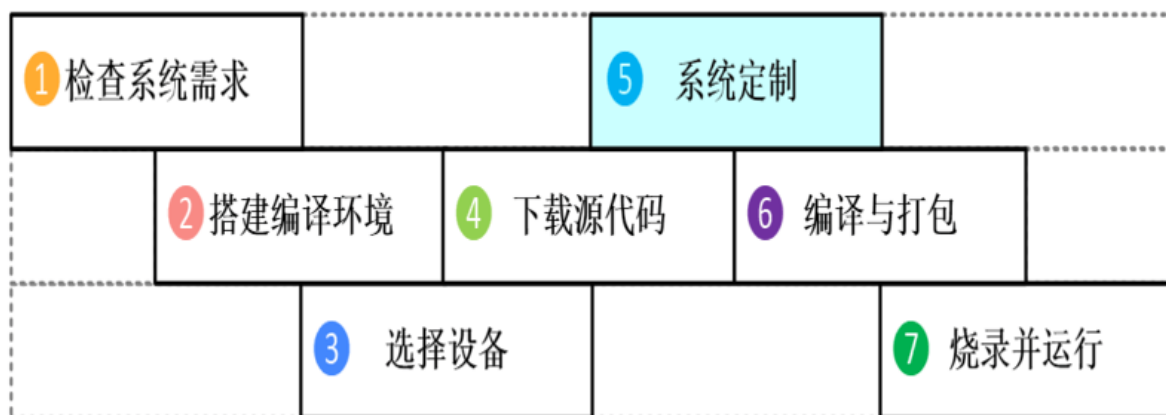 1 检查系统需求
5 系统定制
2 搭建编译环境
4 下载源代码
6 编译与打包
3 选择设备
7 烧录并运行